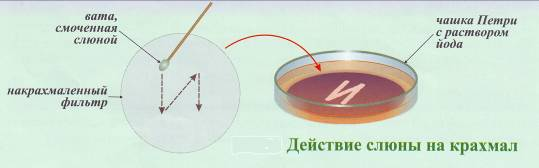 вата,
смоченная
слюной
накрахмаленный
фильтр
чашка Петри
с раствором
йода
И
Действие слюны на крахмал